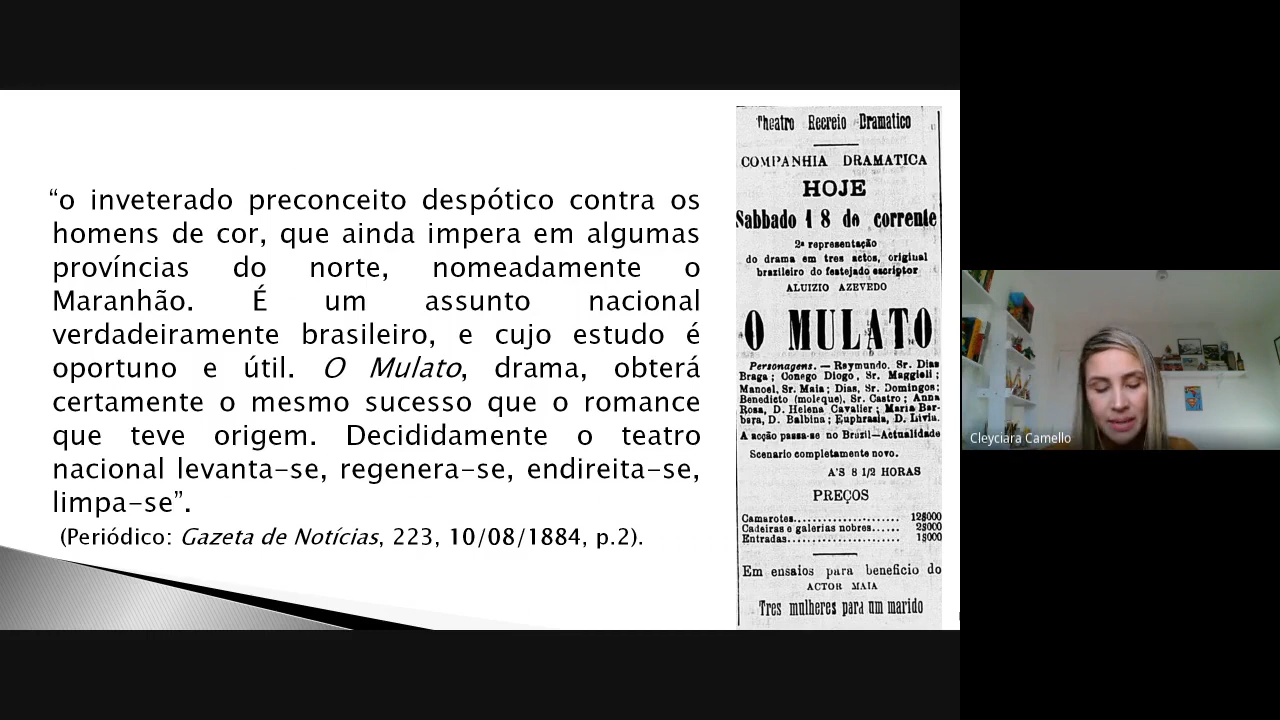 “o inveterado preconceito despótico contra os
homens de cor, que ainda impera em algumas
províncias do norte, nomeadamente o
Maranhão. É um assunto nacional
verdadeiramente brasileiro, e cujo estudo é
oportuno e útil. O Mulato, drama, obterá
certamente o mesmo sucesso que o romance
que teve origem. Decididamente o teatro
nacional levanta-se, regenera-se, endireita-se,
limpa-se”.
(Periódico: Gazeta de Notícias, 223, 10/08/1884, p.2).
Theatro Recreio Dramatico
COMPANHIA DRAMATICA
HOJE
Sabbado 18 do corrente
2ª representação
do drama em tres actos, original
brazileiro do festejado escriptor
ALUIZIO AZEVEDO
O MULATO
Personagens. — Raymundo, Sr. Dias
Braga ; Conego Diogo, Sr. Maggioli ;
Manoel, Sr. Maia ; Dias, Sr. Domingos ;
Benedicto (moleque), Sr. Castro ; Anna
Rosa, D. Helena Cavalier ; Maria Bar-
bara, D. Balbina ; Euphrasia, D. Livia.
A acção passa-se no Brazil—Actualidade
Scenario completamente novo.
A'S 8 1/2 HORAS
PREÇOS
Camarotes..................... 12$000
Cadeiras e galerias nobres...... 2$000
Entradas..................... 1$000
Em ensaios para beneficio do
ACTOR MAIA
Tres mulheres para um marido
Cleyciara Camello